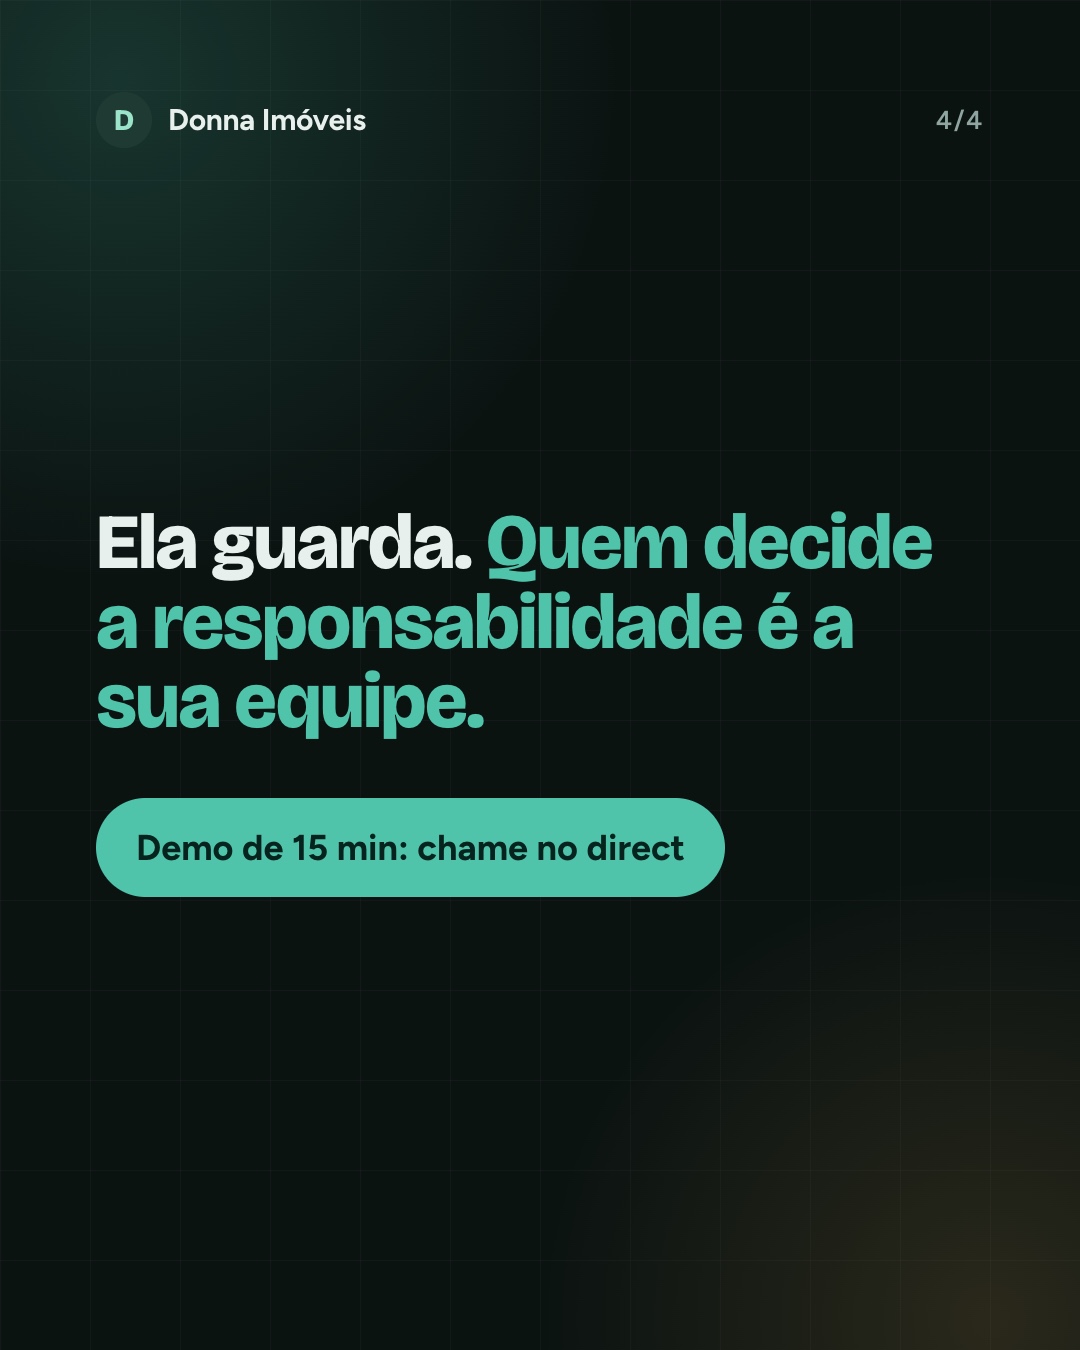 D Donna Imóveis 4/4
Ela guarda. Quem decide
a responsabilidade é a
sua equipe.
Demo de 15 min: chame no direct